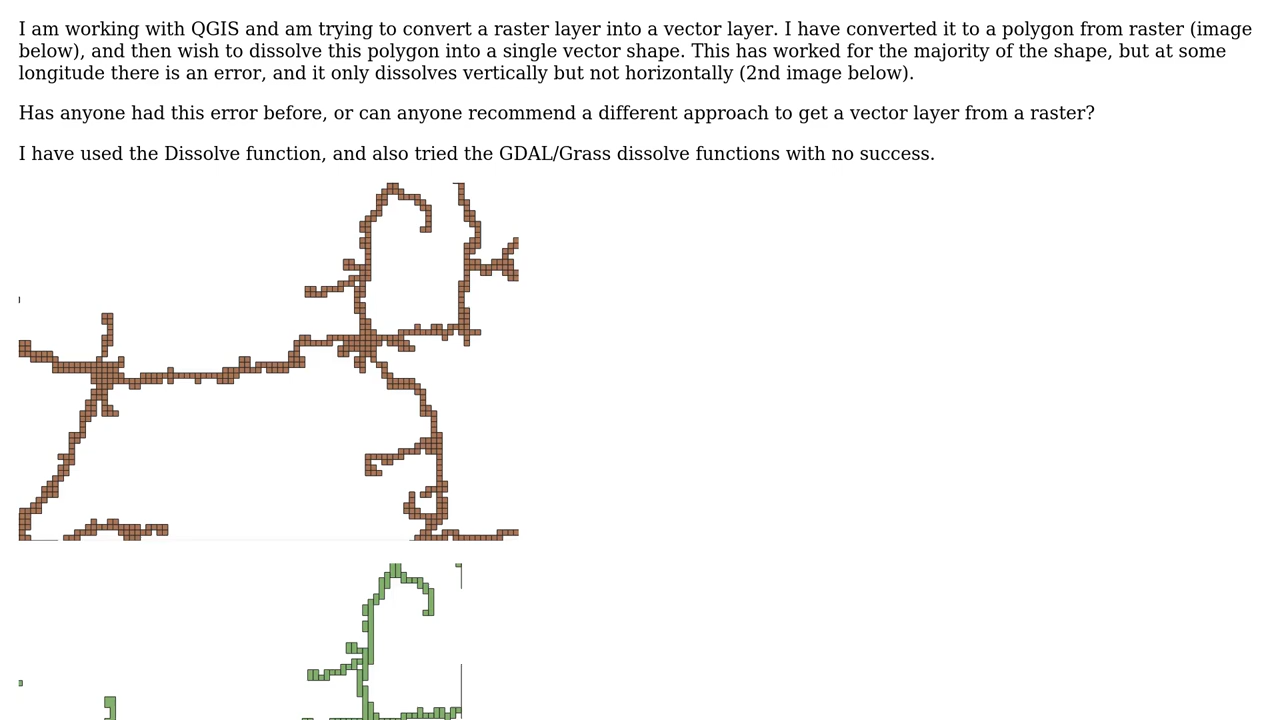 I am working with QGIS and am trying to convert a raster layer into a vector layer. I have converted it to a polygon from raster (image
below), and then wish to dissolve this polygon into a single vector shape. This has worked for the majority of the shape, but at some
longitude there is an error, and it only dissolves vertically but not horizontally (2nd image below).
Has anyone had this error before, or can anyone recommend a different approach to get a vector layer from a raster?
I have used the Dissolve function, and also tried the GDAL/Grass dissolve functions with no success.